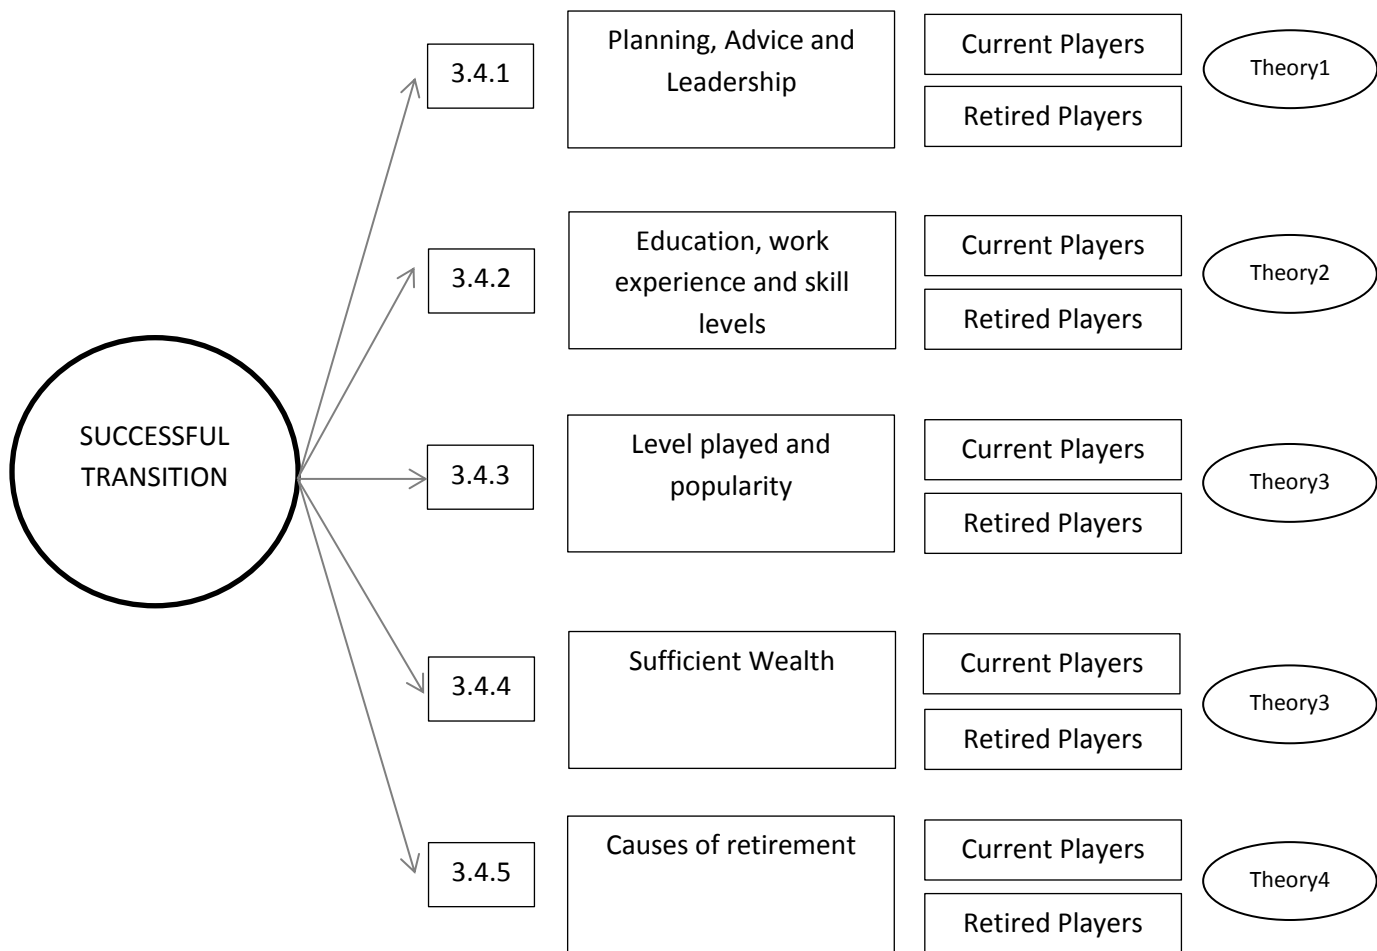 3.4.1
Planning, Advice and
Leadership
Current Players
Retired Players
Theory1
3.4.2
Education, work
experience and skill
levels
Current Players
Retired Players
Theory2
SUCCESSFUL
TRANSITION
3.4.3
Level played and
popularity
Current Players
Retired Players
Theory3
3.4.4
Sufficient Wealth
Current Players
Retired Players
Theory3
3.4.5
Causes of retirement
Current Players
Retired Players
Theory4